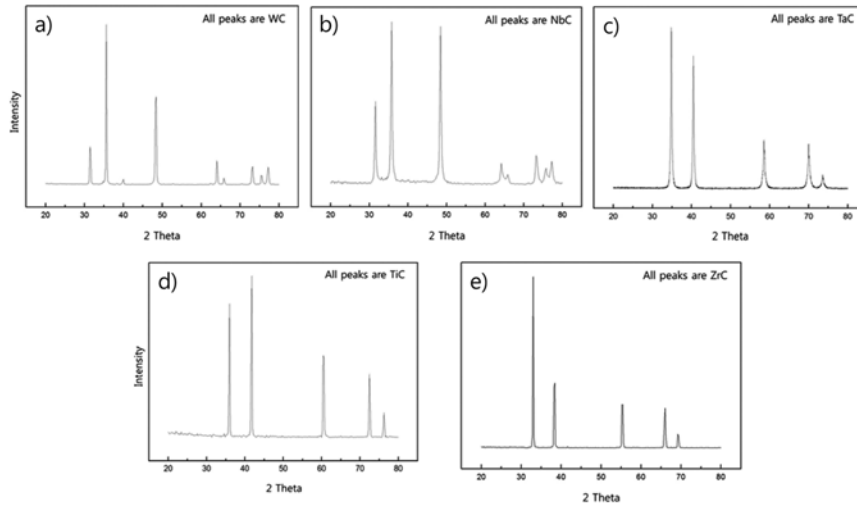 a)
All peaks are WC
Intensity
20 30 40 50 60 70 80
2 Theta
b)
All peaks are NbC
20 30 40 50 60 70 80
2 Theta
c)
All peaks are TaC
20 30 40 50 60 70 80
2 Theta
d)
All peaks are TiC
Intensity
20 30 40 50 60 70 80
2 Theta
e)
All peaks are ZrC
20 30 40 50 60 70 80
2 Theta